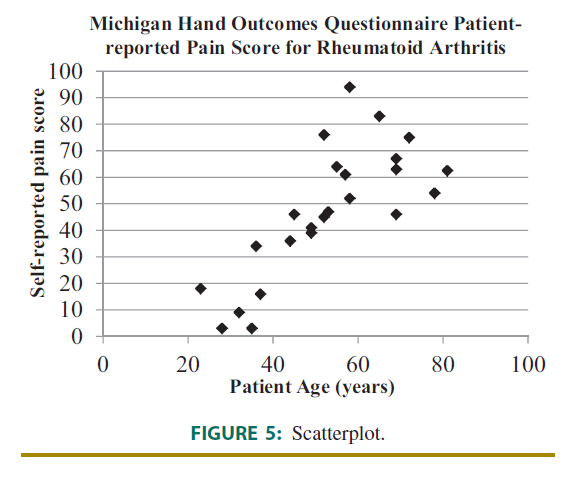 Michigan Hand Outcomes Questionnaire Patient-
reported Pain Score for Rheumatoid Arthritis
Self-reported pain score
100
90
80
70
60
50
40
30
20
10
0
0 20 40 60 80 100
Patient Age (years)
FIGURE 5: Scatterplot.